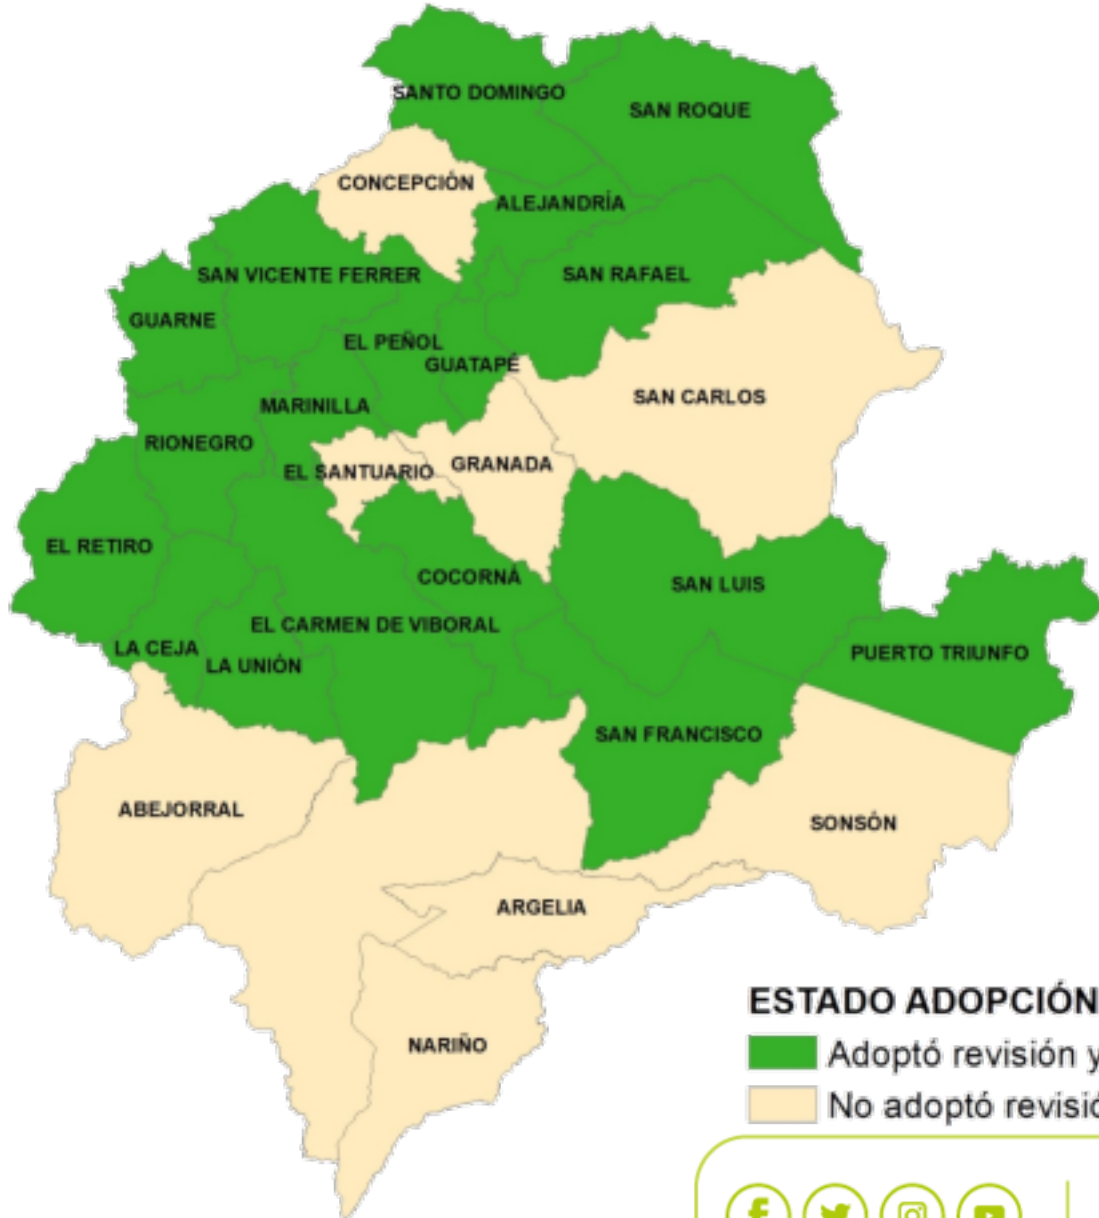 SANTO DOMINGO
SAN ROQUE
CONCEPCIÓN
ALEJANDRÍA
SAN VICENTE FERRER
SAN RAFAEL
GUARNE
EL PEÑOL
GUATAPÉ
SAN CARLOS
MARINILLA
RIONEGRO
EL SANTUARIO
GRANADA
EL RETIRO
COCORNÁ
SAN LUIS
EL CARMEN DE VIBORAL
LA CEJA
LA UNIÓN
PUERTO TRIUNFO
SAN FRANCISCO
ABEJORRAL
SONSÓN
ARGELIA
NARIÑO
ESTADO ADOPCIÓN
Adoptó revisión y
No adoptó revisió